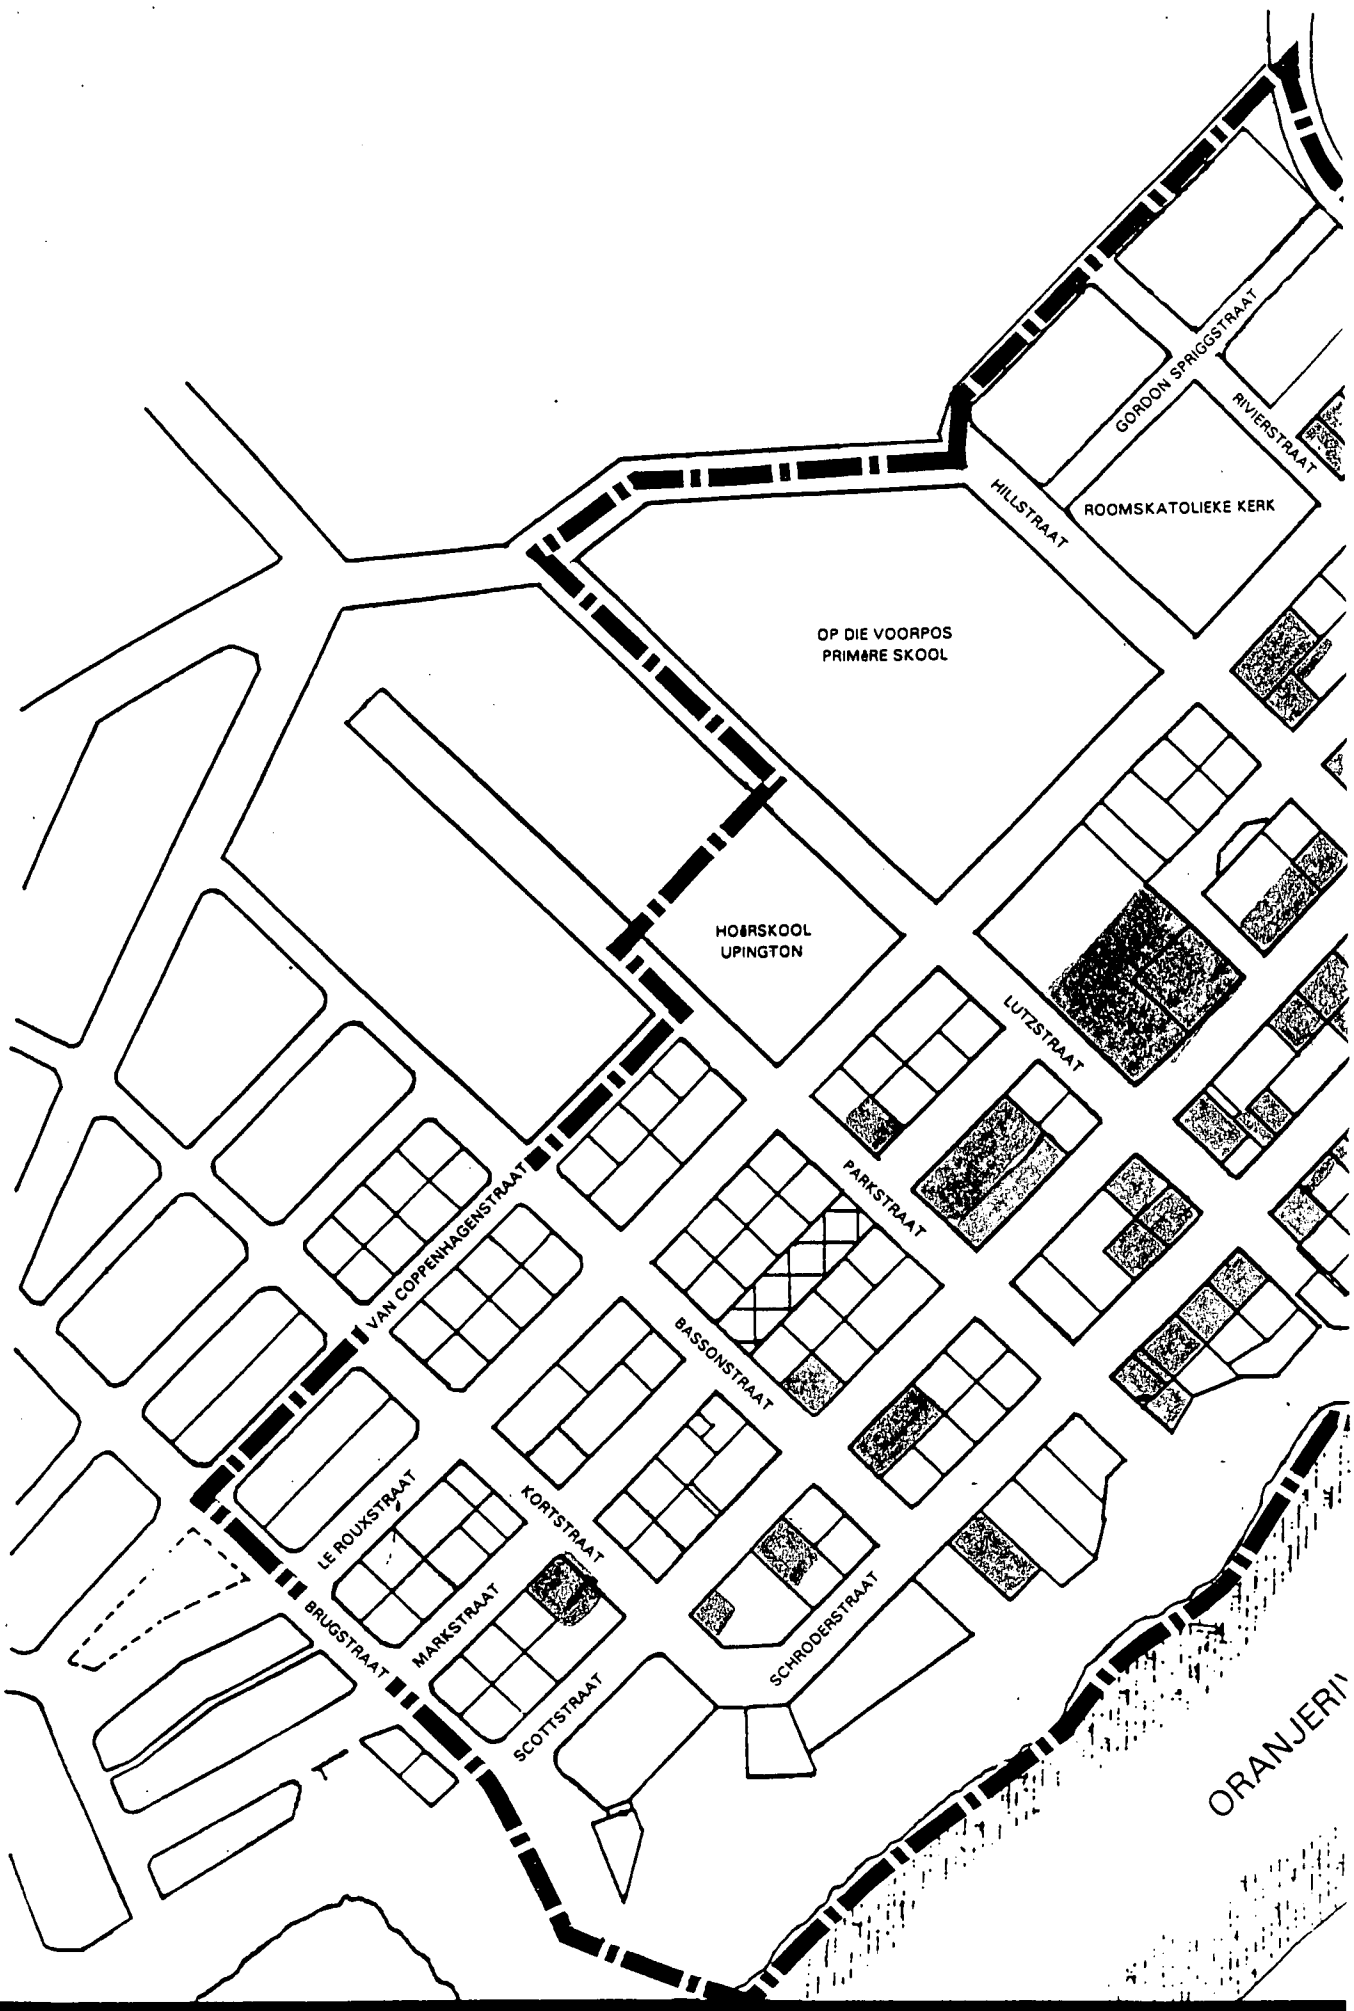 GORDON SPRIGGSTRAAT
RIVIERSTRAAT
HILLSTRAAT
ROOMSKATOLIEKE KERK
OP DIE VOORPOS
PRIMêRE SKOOL
HOëRSKOOL
UPINGTON
LUTZSTRAAT
PARKSTRAAT
VAN COPPENHAGENSTRAAT
BASSONSTRAAT
LE ROUXSTRAAT
KORTSTRAAT
MARKSTRAAT
BRUGSTRAAT
SCHRODERSTRAAT
SCOTTSTRAAT